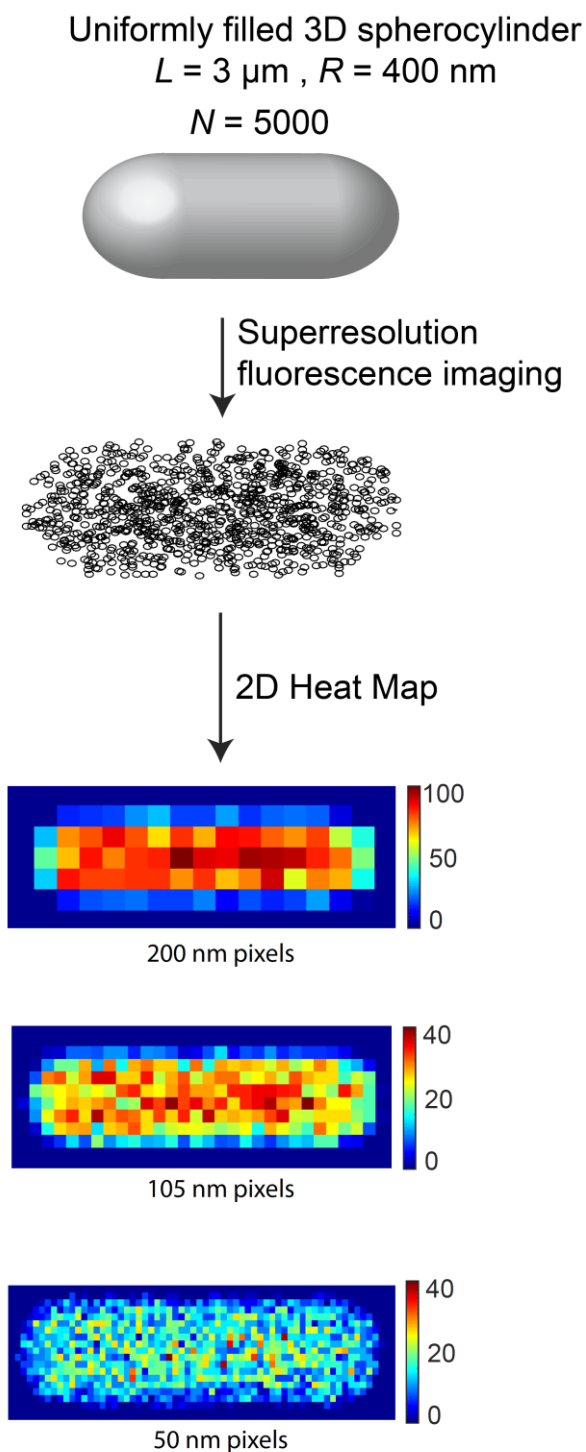 Uniformly filled 3D spherocylinder
L = 3 μm , R = 400 nm
N = 5000
Superresolution
fluorescence imaging
2D Heat Map
100
50
0
200 nm pixels
40
20
0
105 nm pixels
40
20
0
50 nm pixels